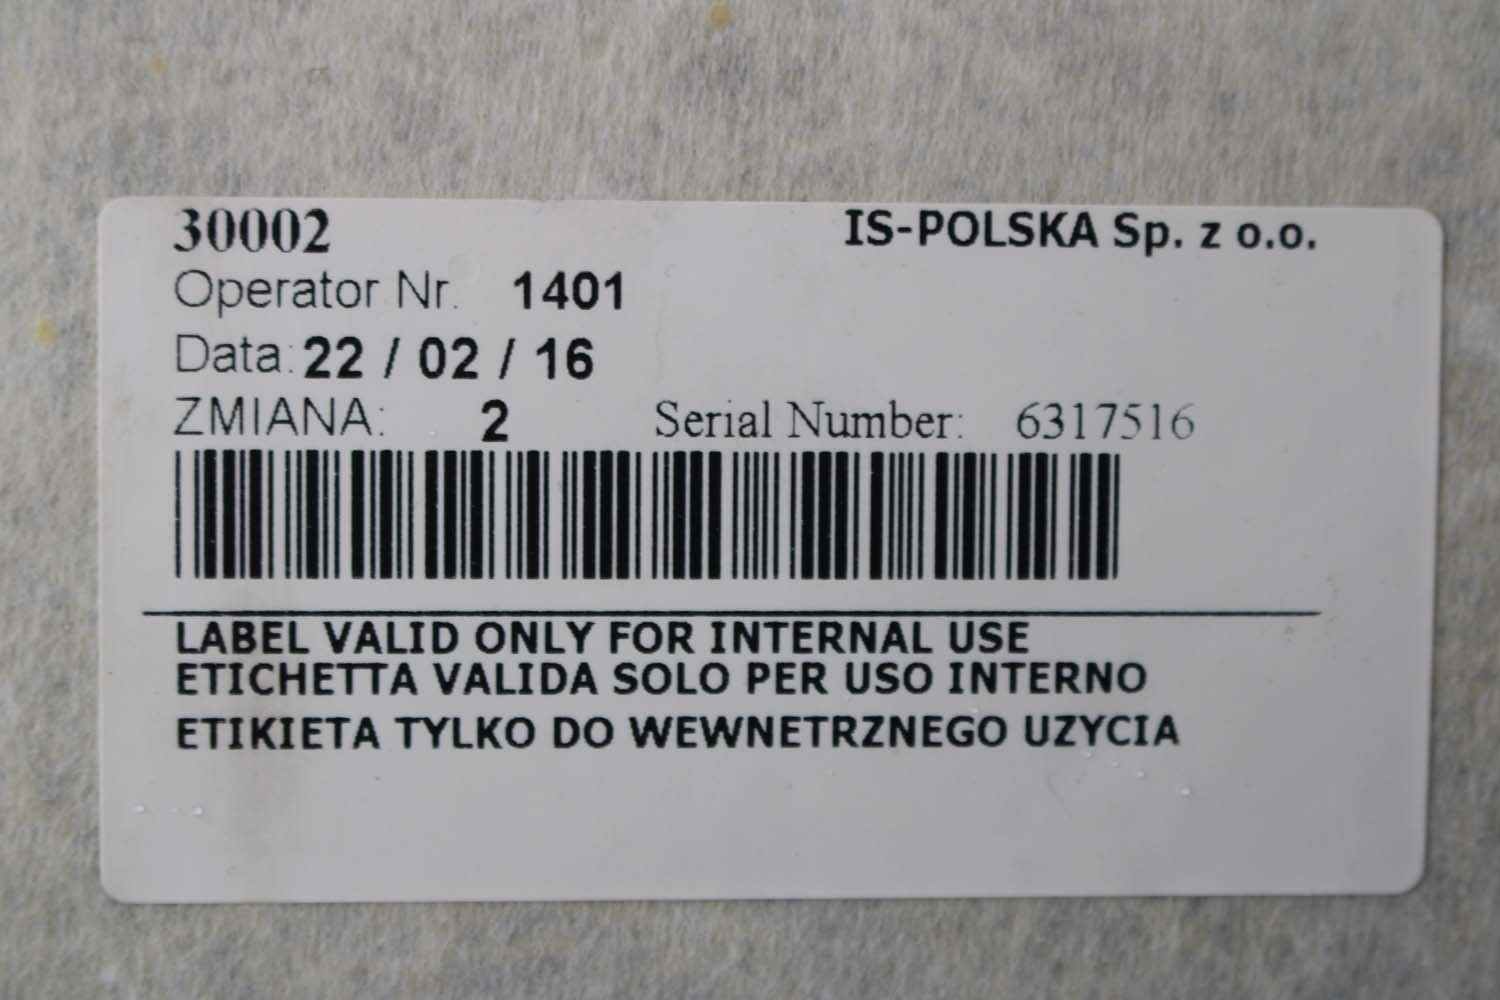 30002 IS-POLSKA Sp. z o.o.
Operator Nr. 1401
Data: 22 / 02 / 16
ZMIANA: 2 Serial Number: 6317516
LABEL VALID ONLY FOR INTERNAL USE
ETICHETTA VALIDA SOLO PER USO INTERNO
ETIKIETA TYLKO DO WEWNETRZNEGO UZYCIA